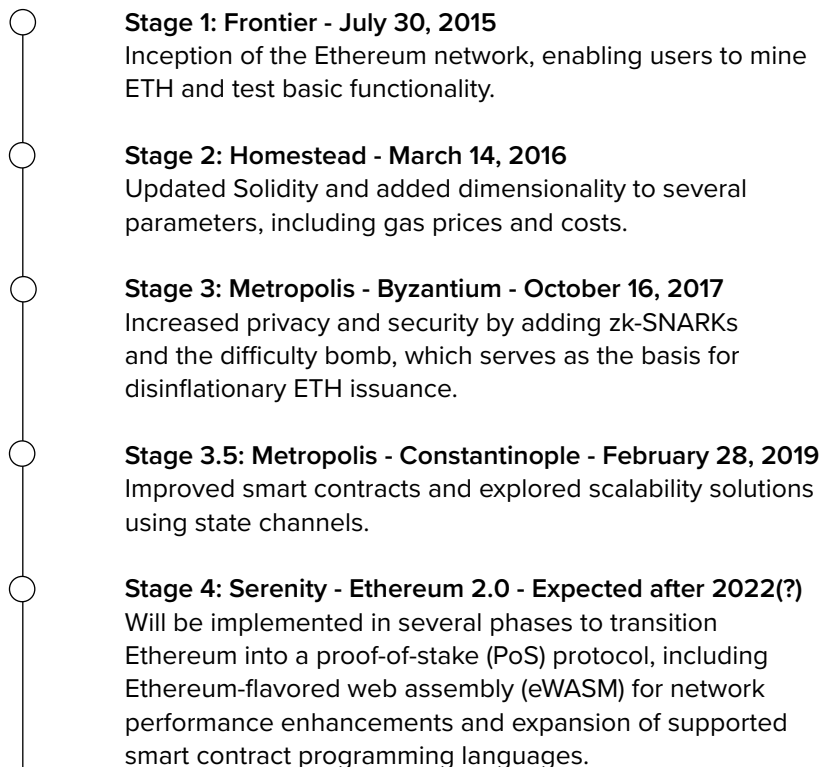 Stage 1: Frontier - July 30, 2015
Inception of the Ethereum network, enabling users to mine
ETH and test basic functionality.
Stage 2: Homestead - March 14, 2016
Updated Solidity and added dimensionality to several
parameters, including gas prices and costs.
Stage 3: Metropolis - Byzantium - October 16, 2017
Increased privacy and security by adding zk-SNARKs
and the difficulty bomb, which serves as the basis for
disinflationary ETH issuance.
Stage 3.5: Metropolis - Constantinople - February 28, 2019
Improved smart contracts and explored scalability solutions
using state channels.
Stage 4: Serenity - Ethereum 2.0 - Expected after 2022(?)
Will be implemented in several phases to transition
Ethereum into a proof-of-stake (PoS) protocol, including
Ethereum-flavored web assembly (eWASM) for network
performance enhancements and expansion of supported
smart contract programming languages.